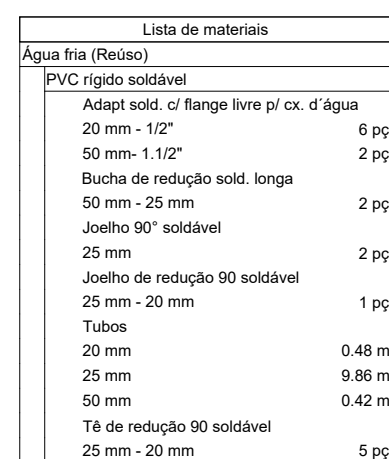 Lista de materiais
Água fria (Reúso)
PVC rígido soldável
Adapt sold. c/ flange livre p/ cx. d´água
20 mm - 1/2" 6 pç
50 mm- 1.1/2" 2 pç
Bucha de redução sold. longa
50 mm - 25 mm 2 pç
Joelho 90° soldável
25 mm 2 pç
Joelho de redução 90 soldável
25 mm - 20 mm 1 pç
Tubos
20 mm 0.48 m
25 mm 9.86 m
50 mm 0.42 m
Tê de redução 90 soldável
25 mm - 20 mm 5 pç